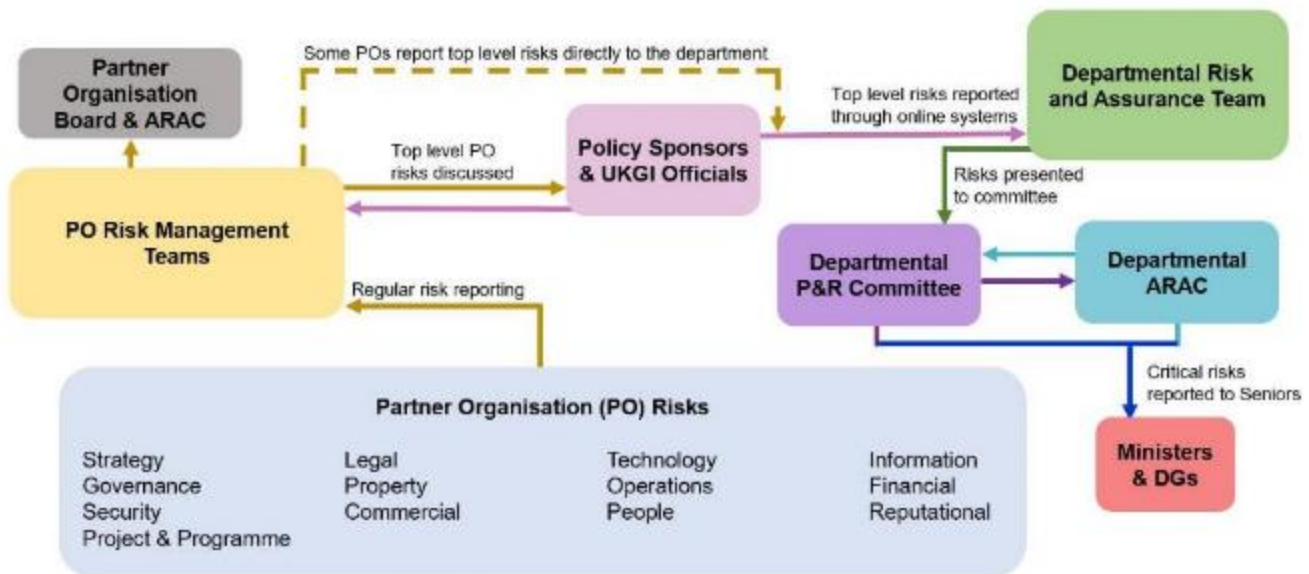 Some POs report top level risks directly to the department
Partner
Organisation
Board & ARAC
Departmental Risk
and Assurance Team
Top level risks reported
through online systems
Policy Sponsors
& UKGI Officials
Top level PO
risks discussed
Risks presented
to committee
PO Risk Management
Teams
Departmental
P&R Committee
Departmental
ARAC
Regular risk reporting
Critical risks
reported to Seniors
Ministers
& DGs
Partner Organisation (PO) Risks
Strategy
Governance
Security
Project & Programme
Legal
Property
Commercial
Technology
Operations
People
Information
Financial
Reputational